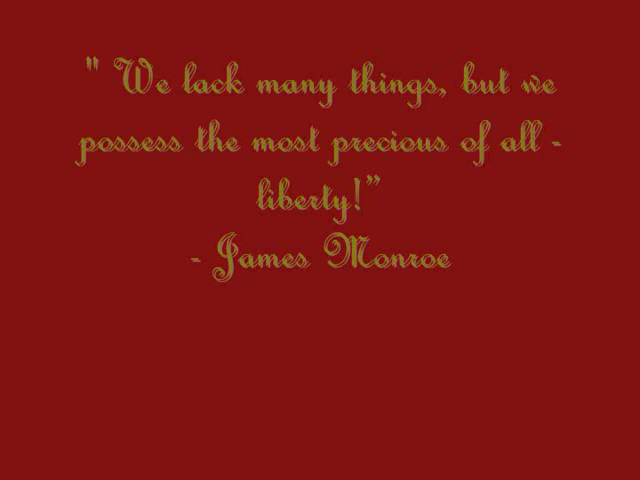 " We lack many things, but we
possess the most precious of all -
liberty!”
- James Monroe